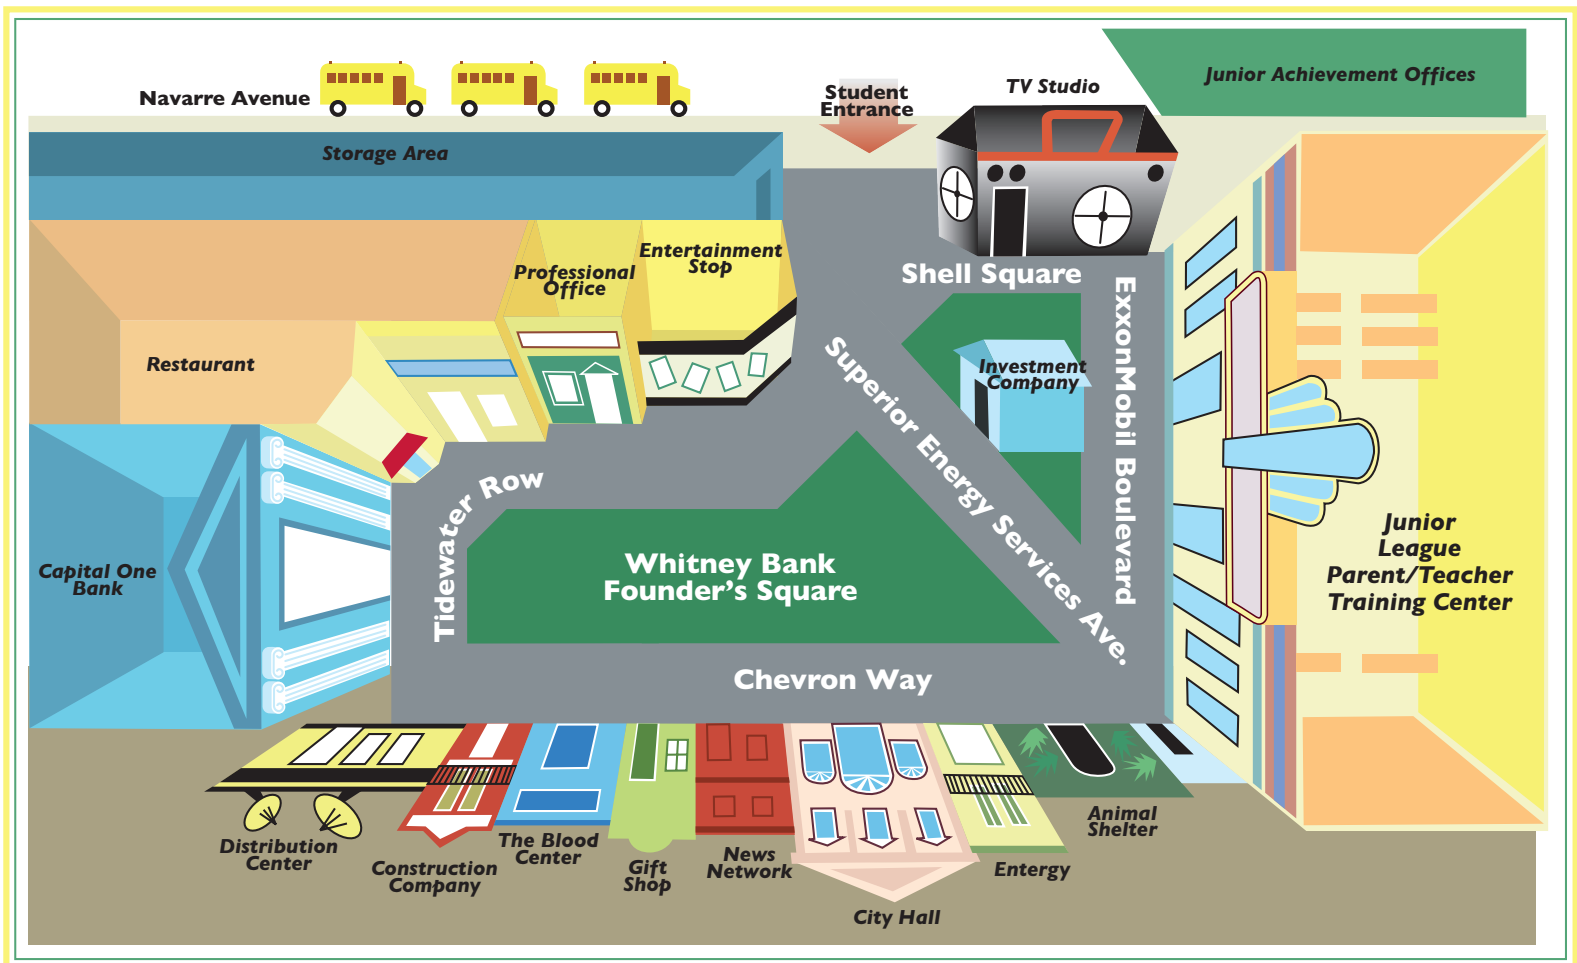 Navarre Avenue
Student
Entrance
TV Studio
Junior Achievement Offices
Storage Area
Professional
Office
Entertainment
Stop
Shell Square
Restaurant
Investment
Company
ExxonMobil Boulevard
Superior Energy Services Ave.
Tidewater Row
Capital One
Bank
Whitney Bank
Founder's Square
Junior
League
Parent/Teacher
Training Center
Chevron Way
Distribution
Center
Construction
Company
The Blood
Center
Gift
Shop
News
Network
City Hall
Entergy
Animal
Shelter